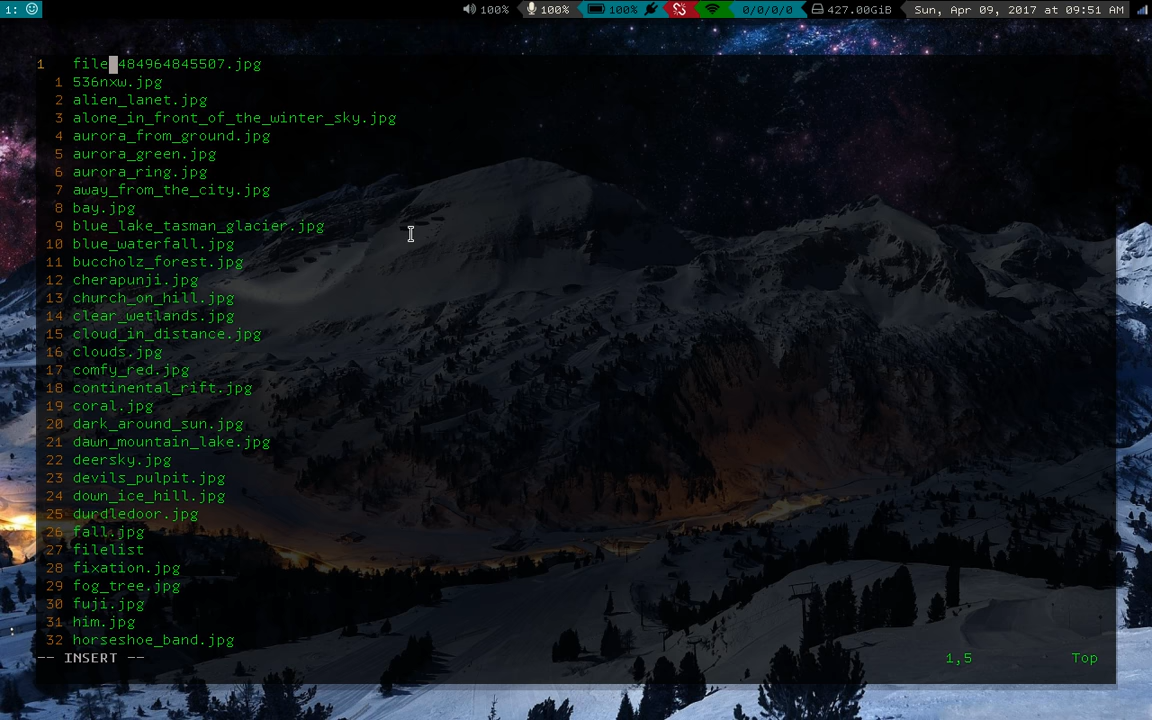 1: ☺
100% 100% 100% 0/0/0/0 427.00GiB Sun, Apr 09, 2017 at 09:51 AM
1 file 484964845507.jpg
1 536nxw.jpg
2 alien_lanet.jpg
3 alone_in_front_of_the_winter_sky.jpg
4 aurora_from_ground.jpg
5 aurora_green.jpg
6 aurora_ring.jpg
7 away_from_the_city.jpg
8 bay.jpg
9 blue_lake_tasman_glacier.jpg
10 blue_waterfall.jpg
11 buccholz_forest.jpg
12 cherapunji.jpg
13 church_on_hill.jpg
14 clear_wetlands.jpg
15 cloud_in_distance.jpg
16 clouds.jpg
17 comfy_red.jpg
18 continental_rift.jpg
19 coral.jpg
20 dark_around_sun.jpg
21 dawn_mountain_lake.jpg
22 deersky.jpg
23 devils_pulpit.jpg
24 down_ice_hill.jpg
25 durdledoor.jpg
26 fall.jpg
27 filelist
28 fixation.jpg
29 fog_tree.jpg
30 fuji.jpg
31 him.jpg
32 horseshoe_band.jpg
-- INSERT -- 1,5 Top